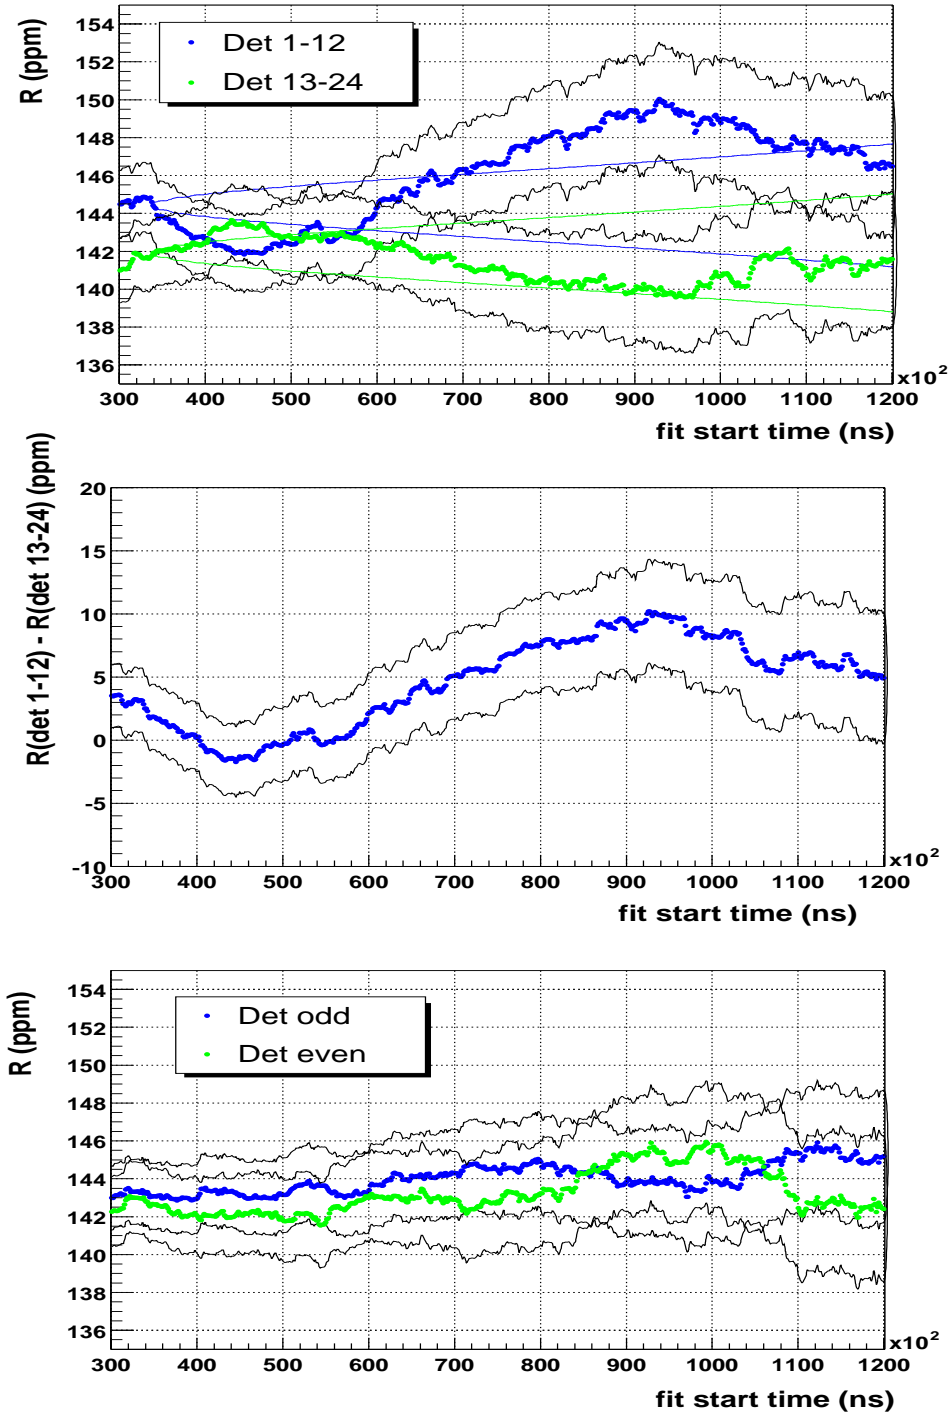 R (ppm)
154
152
150
148
146
144
142
140
138
136
Det 1-12
Det 13-24
300 400 500 600 700 800 900 1000 1100 1200
x10²
fit start time (ns)
R(det 1-12) - R(det 13-24) (ppm)
20
15
10
5
0
-5
-10
300 400 500 600 700 800 900 1000 1100 1200
x10²
fit start time (ns)
R (ppm)
154
152
150
148
146
144
142
140
138
136
Det odd
Det even
300 400 500 600 700 800 900 1000 1100 1200
x10²
fit start time (ns)